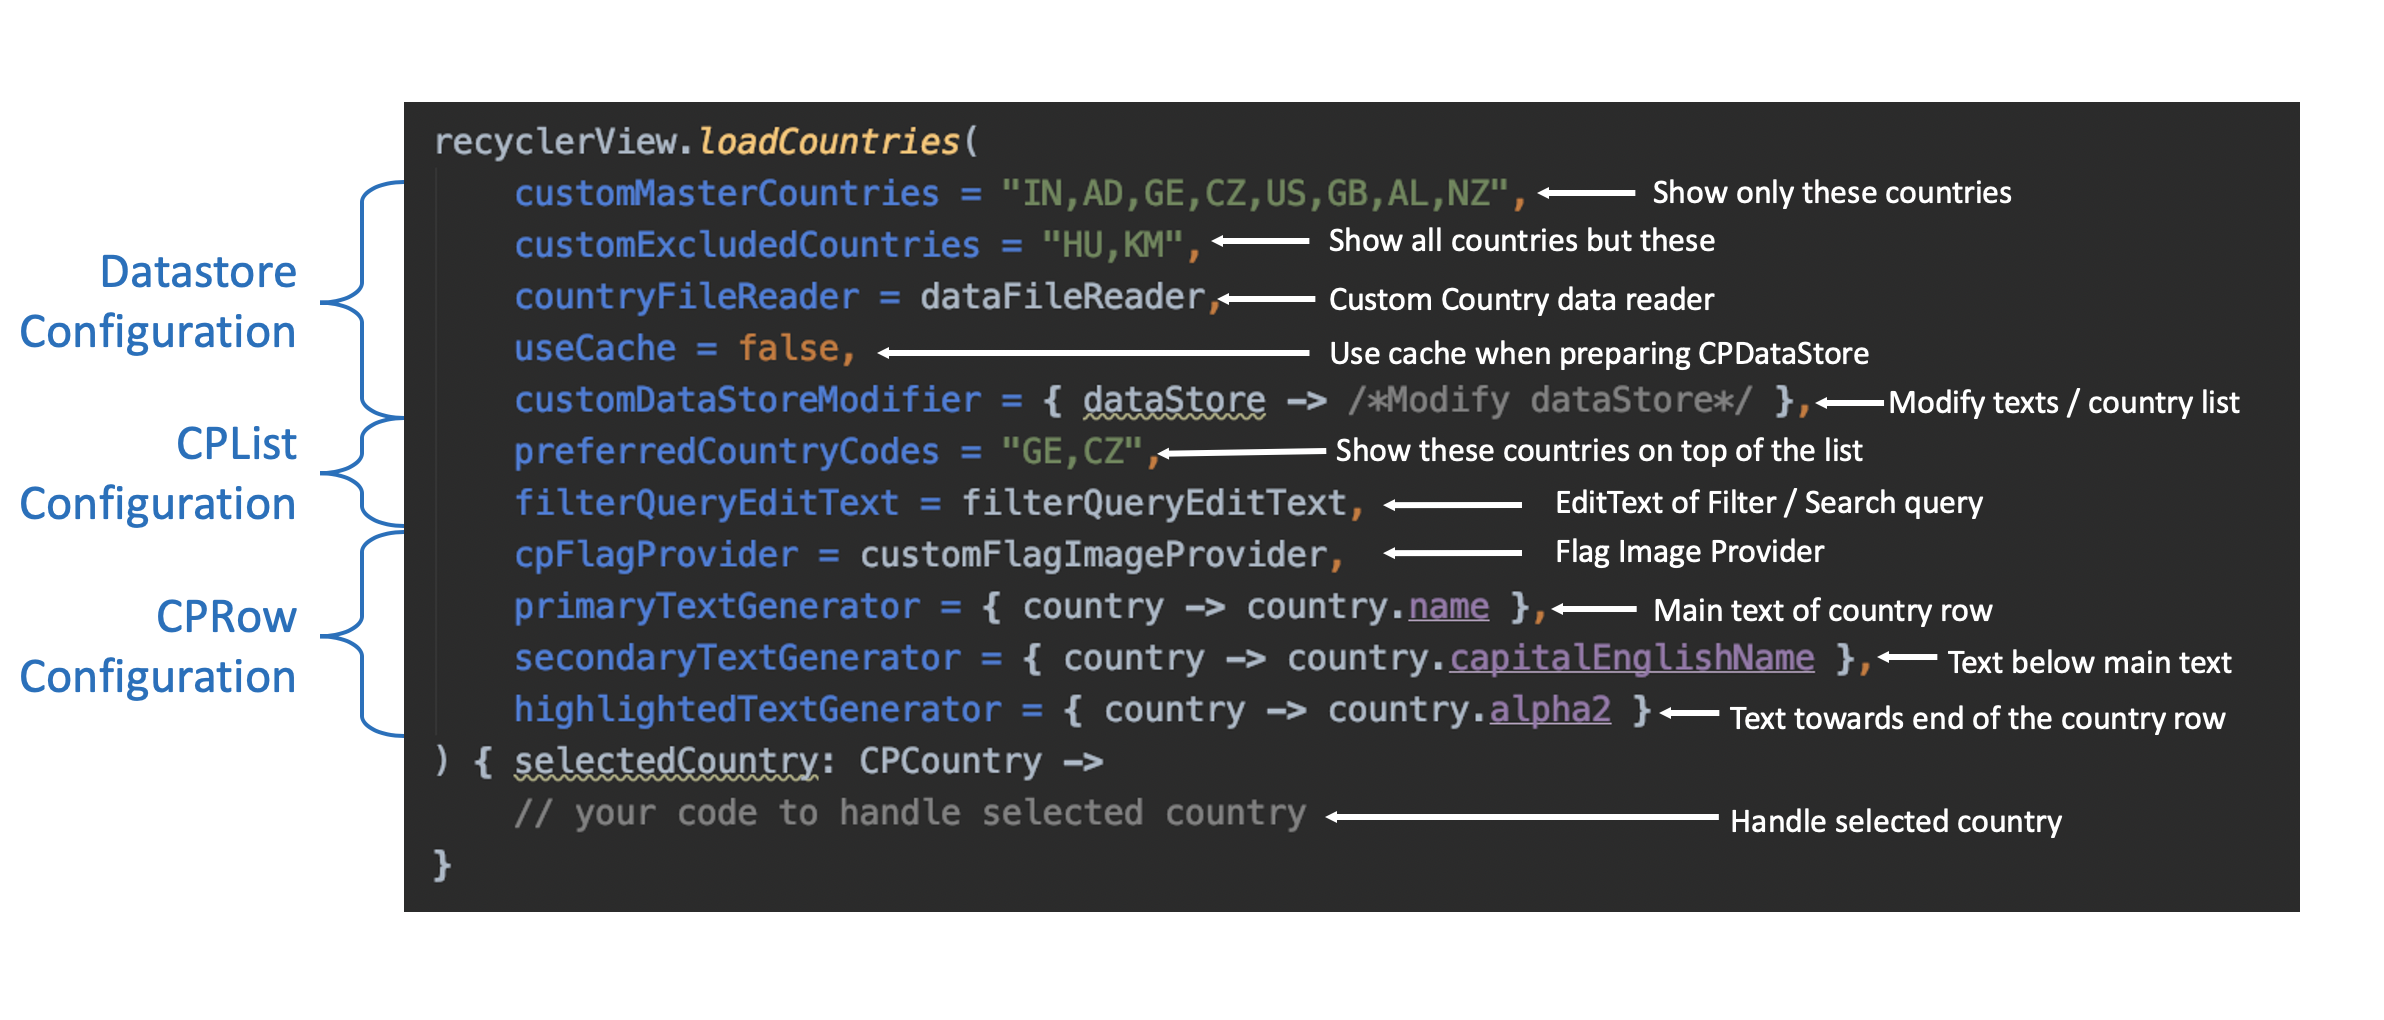 recyclerView.loadCountries(
customMasterCountries = "IN,AD,GE,CZ,US,GB,AL,NZ", Show only these countries
customExcludedCountries = "HU,KM", Show all countries but these
countryFileReader = dataFileReader, Custom Country data reader
useCache = false, Use cache when preparing CPDataStore
customDataStoreModifier = { dataStore -> /*Modify dataStore*/ }, Modify texts / country list
preferredCountryCodes = "GE,CZ", Show these countries on top of the list
filterQueryEditText = filterQueryEditText, EditText of Filter / Search query
cpFlagProvider = customFlagImageProvider, Flag Image Provider
primaryTextGenerator = { country -> country.name }, Main text of country row
secondaryTextGenerator = { country -> country.capitalEnglishName }, Text below main text
highlightedTextGenerator = { country -> country.alpha2 } Text towards end of the country row
) { selectedCountry: CPCountry ->
// your code to handle selected country Handle selected country
}
Datastore
Configuration
CPList
Configuration
CPRow
Configuration